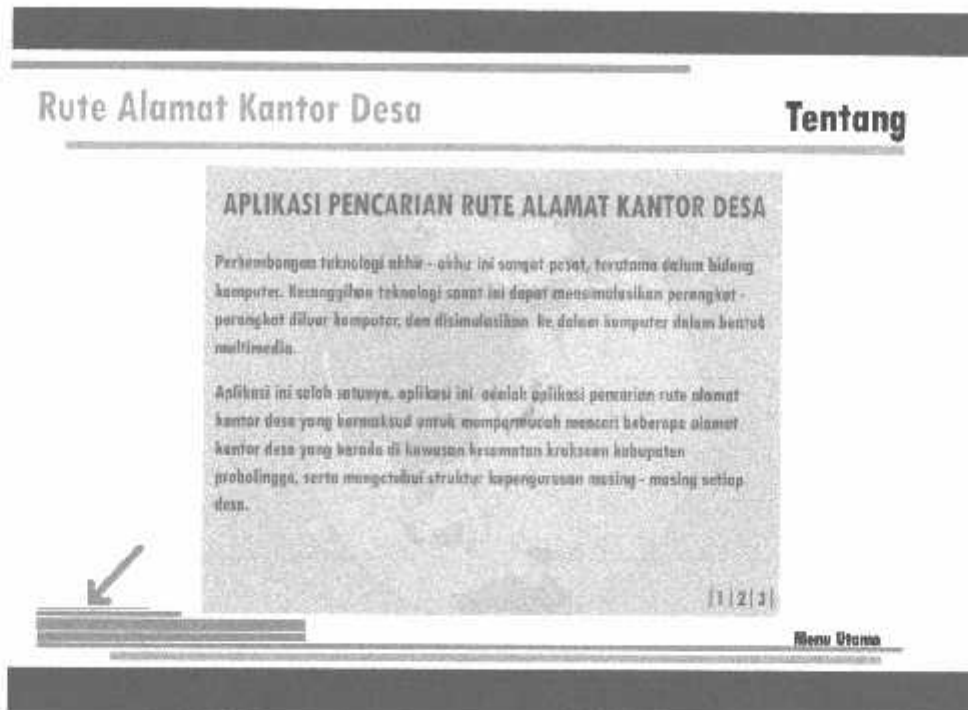 Rute Alamat Kantor Desa
Tentang
APLIKASI PENCARIAN RUTE ALAMAT KANTOR DESA
Perkembangan teknologi akhir - akhir ini sangat pesat, terutama dalam bidang
komputer. Kecanggihan teknologi saaat ini dapat mensimulasikan perangkat -
perangkat diluar komputer, dan disimulasikan ke dalam komputer dalam bentuk
multimedia.
Aplikasi ini salah satunya, aplikasi ini adalah aplikasi pencarian rute alamat
kantor desa yang bermaksud untuk mempermudah mencari beberapa alamat
kantor desa yang berada di kawasan kecamatan kraksaan kabupaten
probolinggo, serta mengetahui struktur kepengurusan masing - masing setiap
desa.
|1|2|3|
Menu Utama